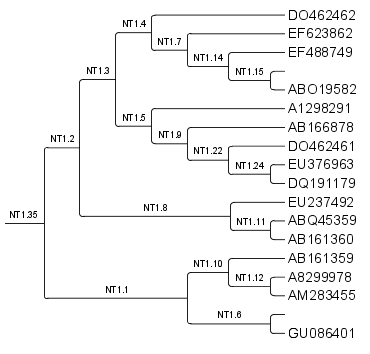 DO462462
NT1.4
EF623862
NT1.7
EF488749
NT1.14
NT1.3
NT1.15
ABO19582
A1298291
NT1.5
AB166878
NT1.9
NT1.2
DO462461
NT1.22
EU376963
NT1.24
DQ191179
EU237492
NT1.8
NT1.35
ABQ45359
NT1.11
AB161360
AB161359
NT1.10
A8299978
NT1.12
NT1.1
AM283455
NT1.6
GU086401